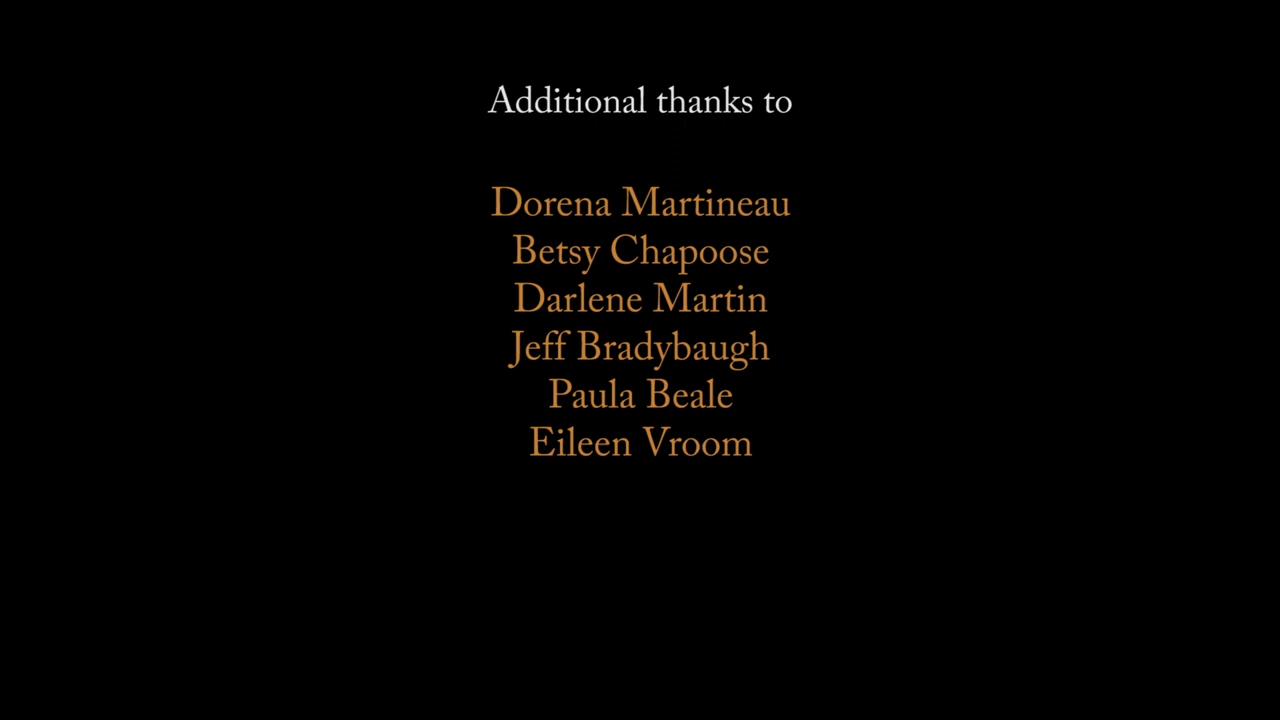 Additional thanks to
Dorena Martineau
Betsy Chapoose
Darlene Martin
Jeff Bradybaugh
Paula Beale
Eileen Vroom